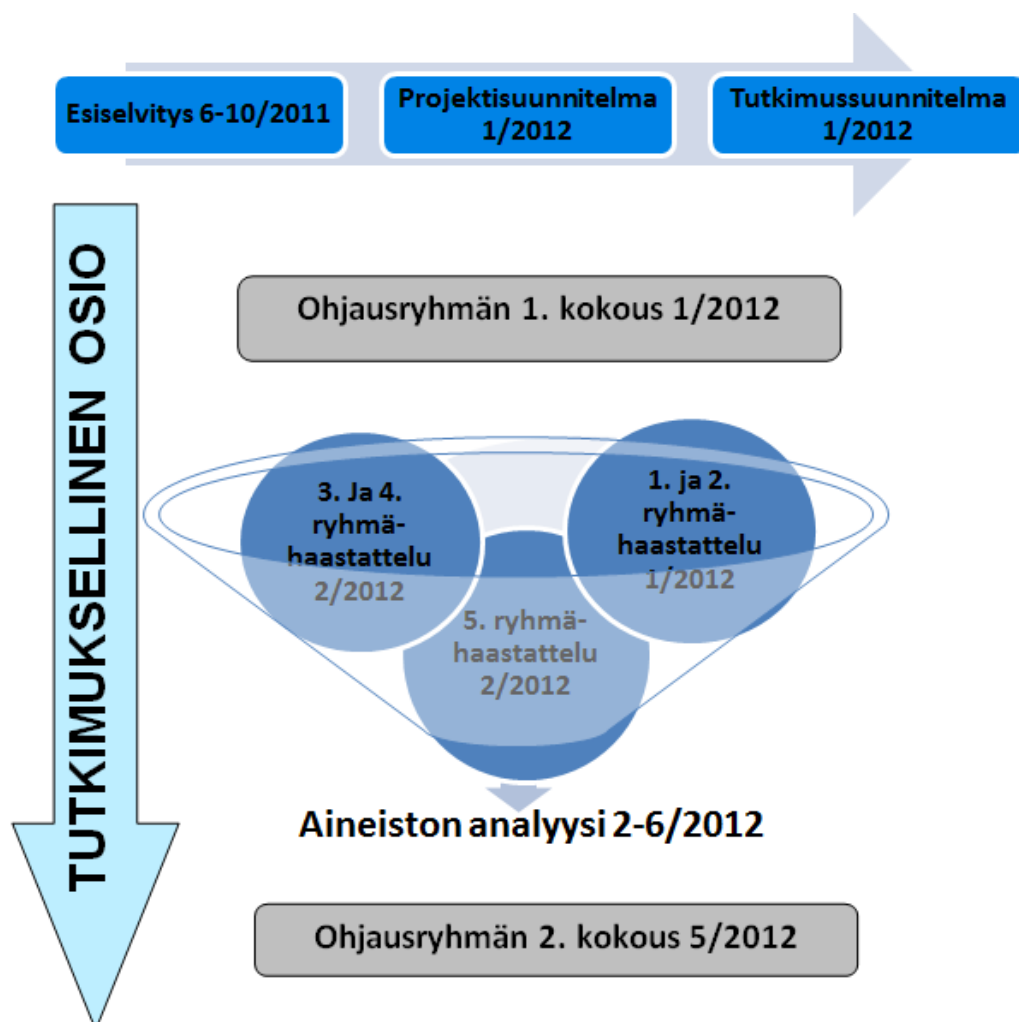 Esiselvitys 6-10/2011
Projektisuunnitelma
1/2012
Tutkimussuunnitelma
1/2012
TUTKIMUKSELLINEN OSIO
Ohjausryhmän 1. kokous 1/2012
3. Ja 4.
ryhmä-
haastattelu
2/2012
1. ja 2.
ryhmä-
haastattelu
1/2012
5. ryhmä-
haastattelu
2/2012
Aineiston analyysi 2-6/2012
Ohjausryhmän 2. kokous 5/2012